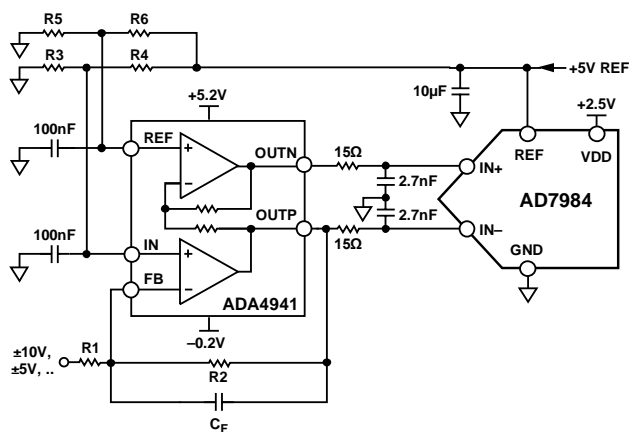 R5
R6
R3
R4
+5V REF
10µF
+5.2V
+2.5V
100nF
REF
OUTN
15Ω
REF
VDD
IN+
2.7nF
2.7nF
AD7984
OUTP
15Ω
IN–
100nF
IN
FB
GND
ADA4941
–0.2V
±10V,
±5V, ..
R1
R2
CF